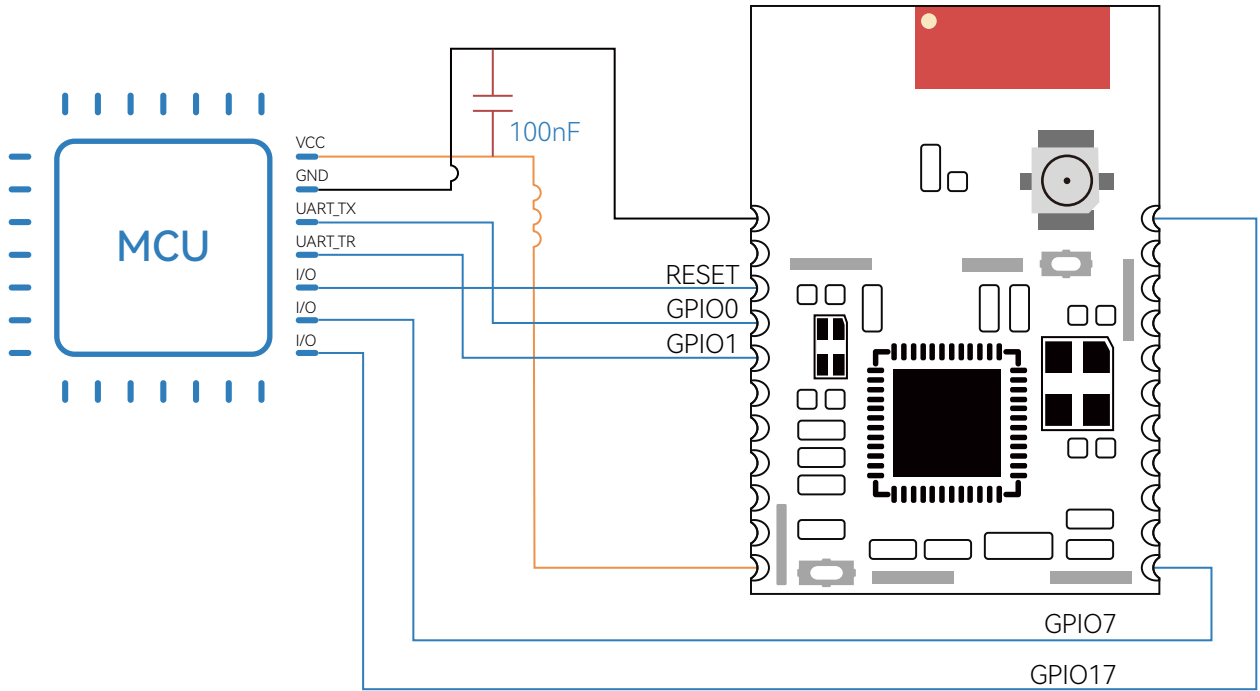 VCC
GND
UART_TX
UART_TR
I/O
I/O
I/O
MCU
100nF
RESET
GPIO0
GPIO1
GPIO7
GPIO17